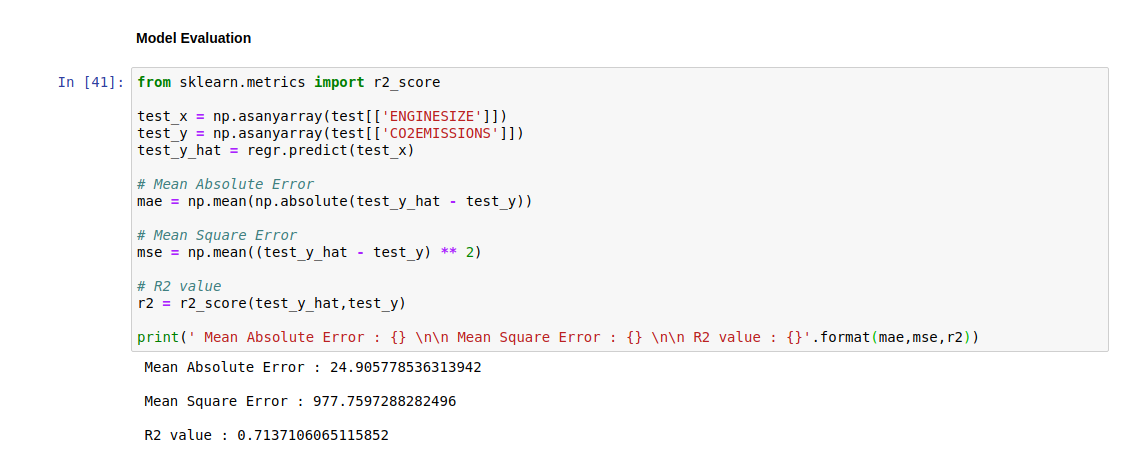 Model Evaluation
In [41]: from sklearn.metrics import r2_score
test_x = np.asanyarray(test[['ENGINESIZE']])
test_y = np.asanyarray(test[['CO2EMISSIONS']])
test_y_hat = regr.predict(test_x)
# Mean Absolute Error
mae = np.mean(np.absolute(test_y_hat - test_y))
# Mean Square Error
mse = np.mean((test_y_hat - test_y) ** 2)
# R2 value
r2 = r2_score(test_y_hat,test_y)
print(' Mean Absolute Error : {} \n\n Mean Square Error : {} \n\n R2 value : {}'.format(mae,mse,r2))
Mean Absolute Error : 24.905778536313942
Mean Square Error : 977.7597288282496
R2 value : 0.7137106065115852